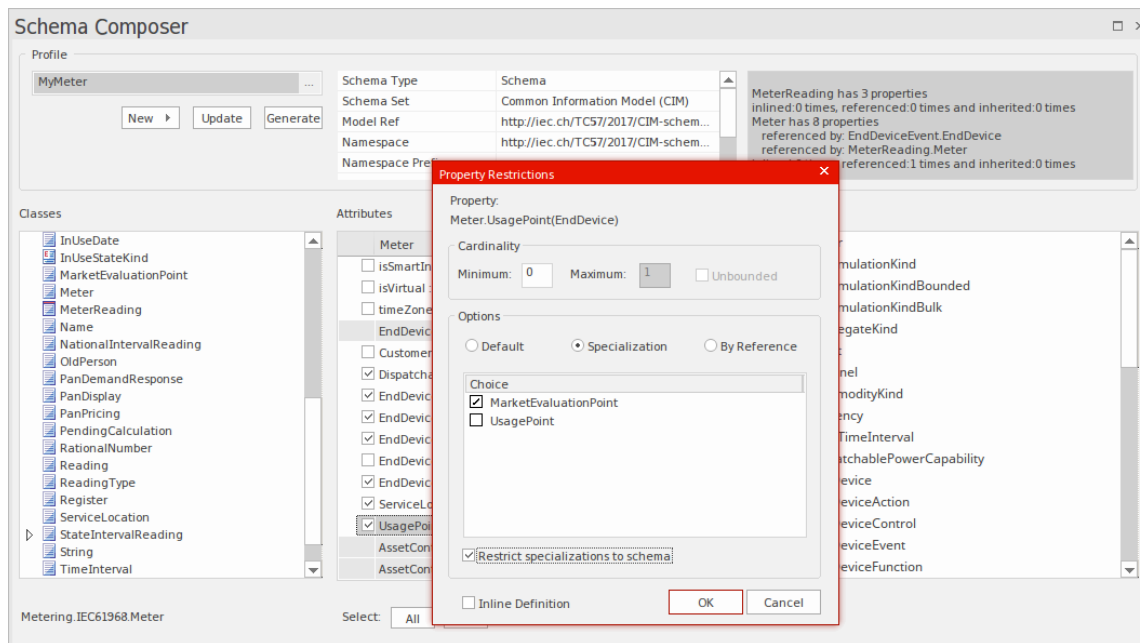 Schema Composer
Profile
MyMeter
...
New
Update
Generate
Schema Type Schema
Schema Set Common Information Model (CIM)
Model Ref http://iec.ch/TC57/2017/CIM-schem...
Namespace http://iec.ch/TC57/2017/CIM-schem...
Namespace
MeterReading has 3 properties
inlined:0 times, referenced:0 times and inherited:0 times
Meter has 8 properties
referenced by: EndDeviceEvent.EndDevice
referenced by: MeterReading.Meter
referenced:1 times and inherited:0 times
Classes
InUseDate
InUseStateKind
MarketEvaluationPoint
Meter
MeterReading
Name
NationalIntervalReading
OldPerson
PanDemandResponse
PanDisplay
PanPricing
PendingCalculation
RationalNumber
Reading
ReadingType
Register
ServiceLocation
StateIntervalReading
String
TimeInterval
Attributes
Meter
isSmartIn
isVirtual :
timeZone
EndDevic
Customer
Dispatcha
EndDevic
EndDevic
EndDevic
EndDevic
EndDevic
ServiceLo
UsagePoi
AssetCon
AssetCon
Property Restrictions
Property:
Meter.UsagePoint(EndDevice)
Cardinality
Minimum: 0 Maximum: 1 Unbounded
Options
Default Specialization By Reference
Choice
MarketEvaluationPoint
UsagePoint
Restrict specializations to schema
Inline Definition
OK
Cancel
mulationKind
mulationKindBounded
mulationKindBulk
egateKind
nel
modityKind
ency
TimeInterval
atchablePowerCapability
evice
eviceAction
eviceControl
eviceEvent
eviceFunction
Metering.IEC61968.Meter
Select: All